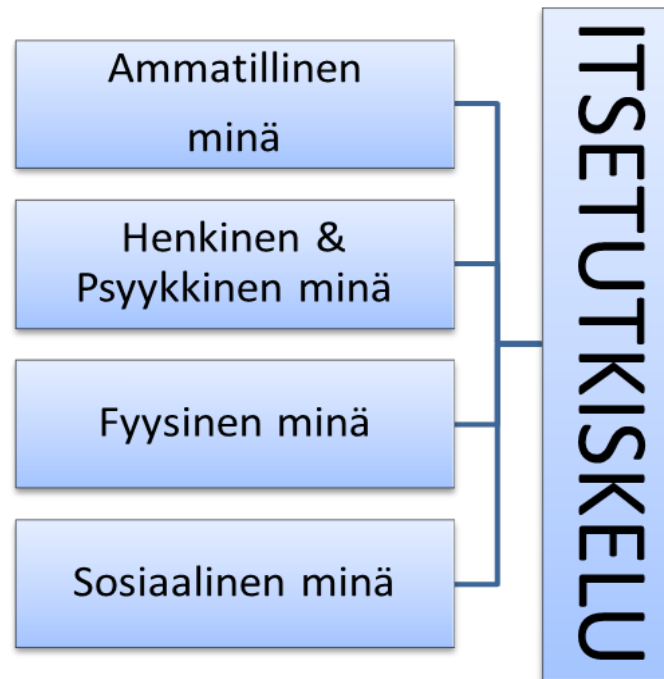 Ammatillinen
minä
Henkinen &
Psyykkinen minä
Fyysinen minä
Sosiaalinen minä
ITSETUTKISKELU